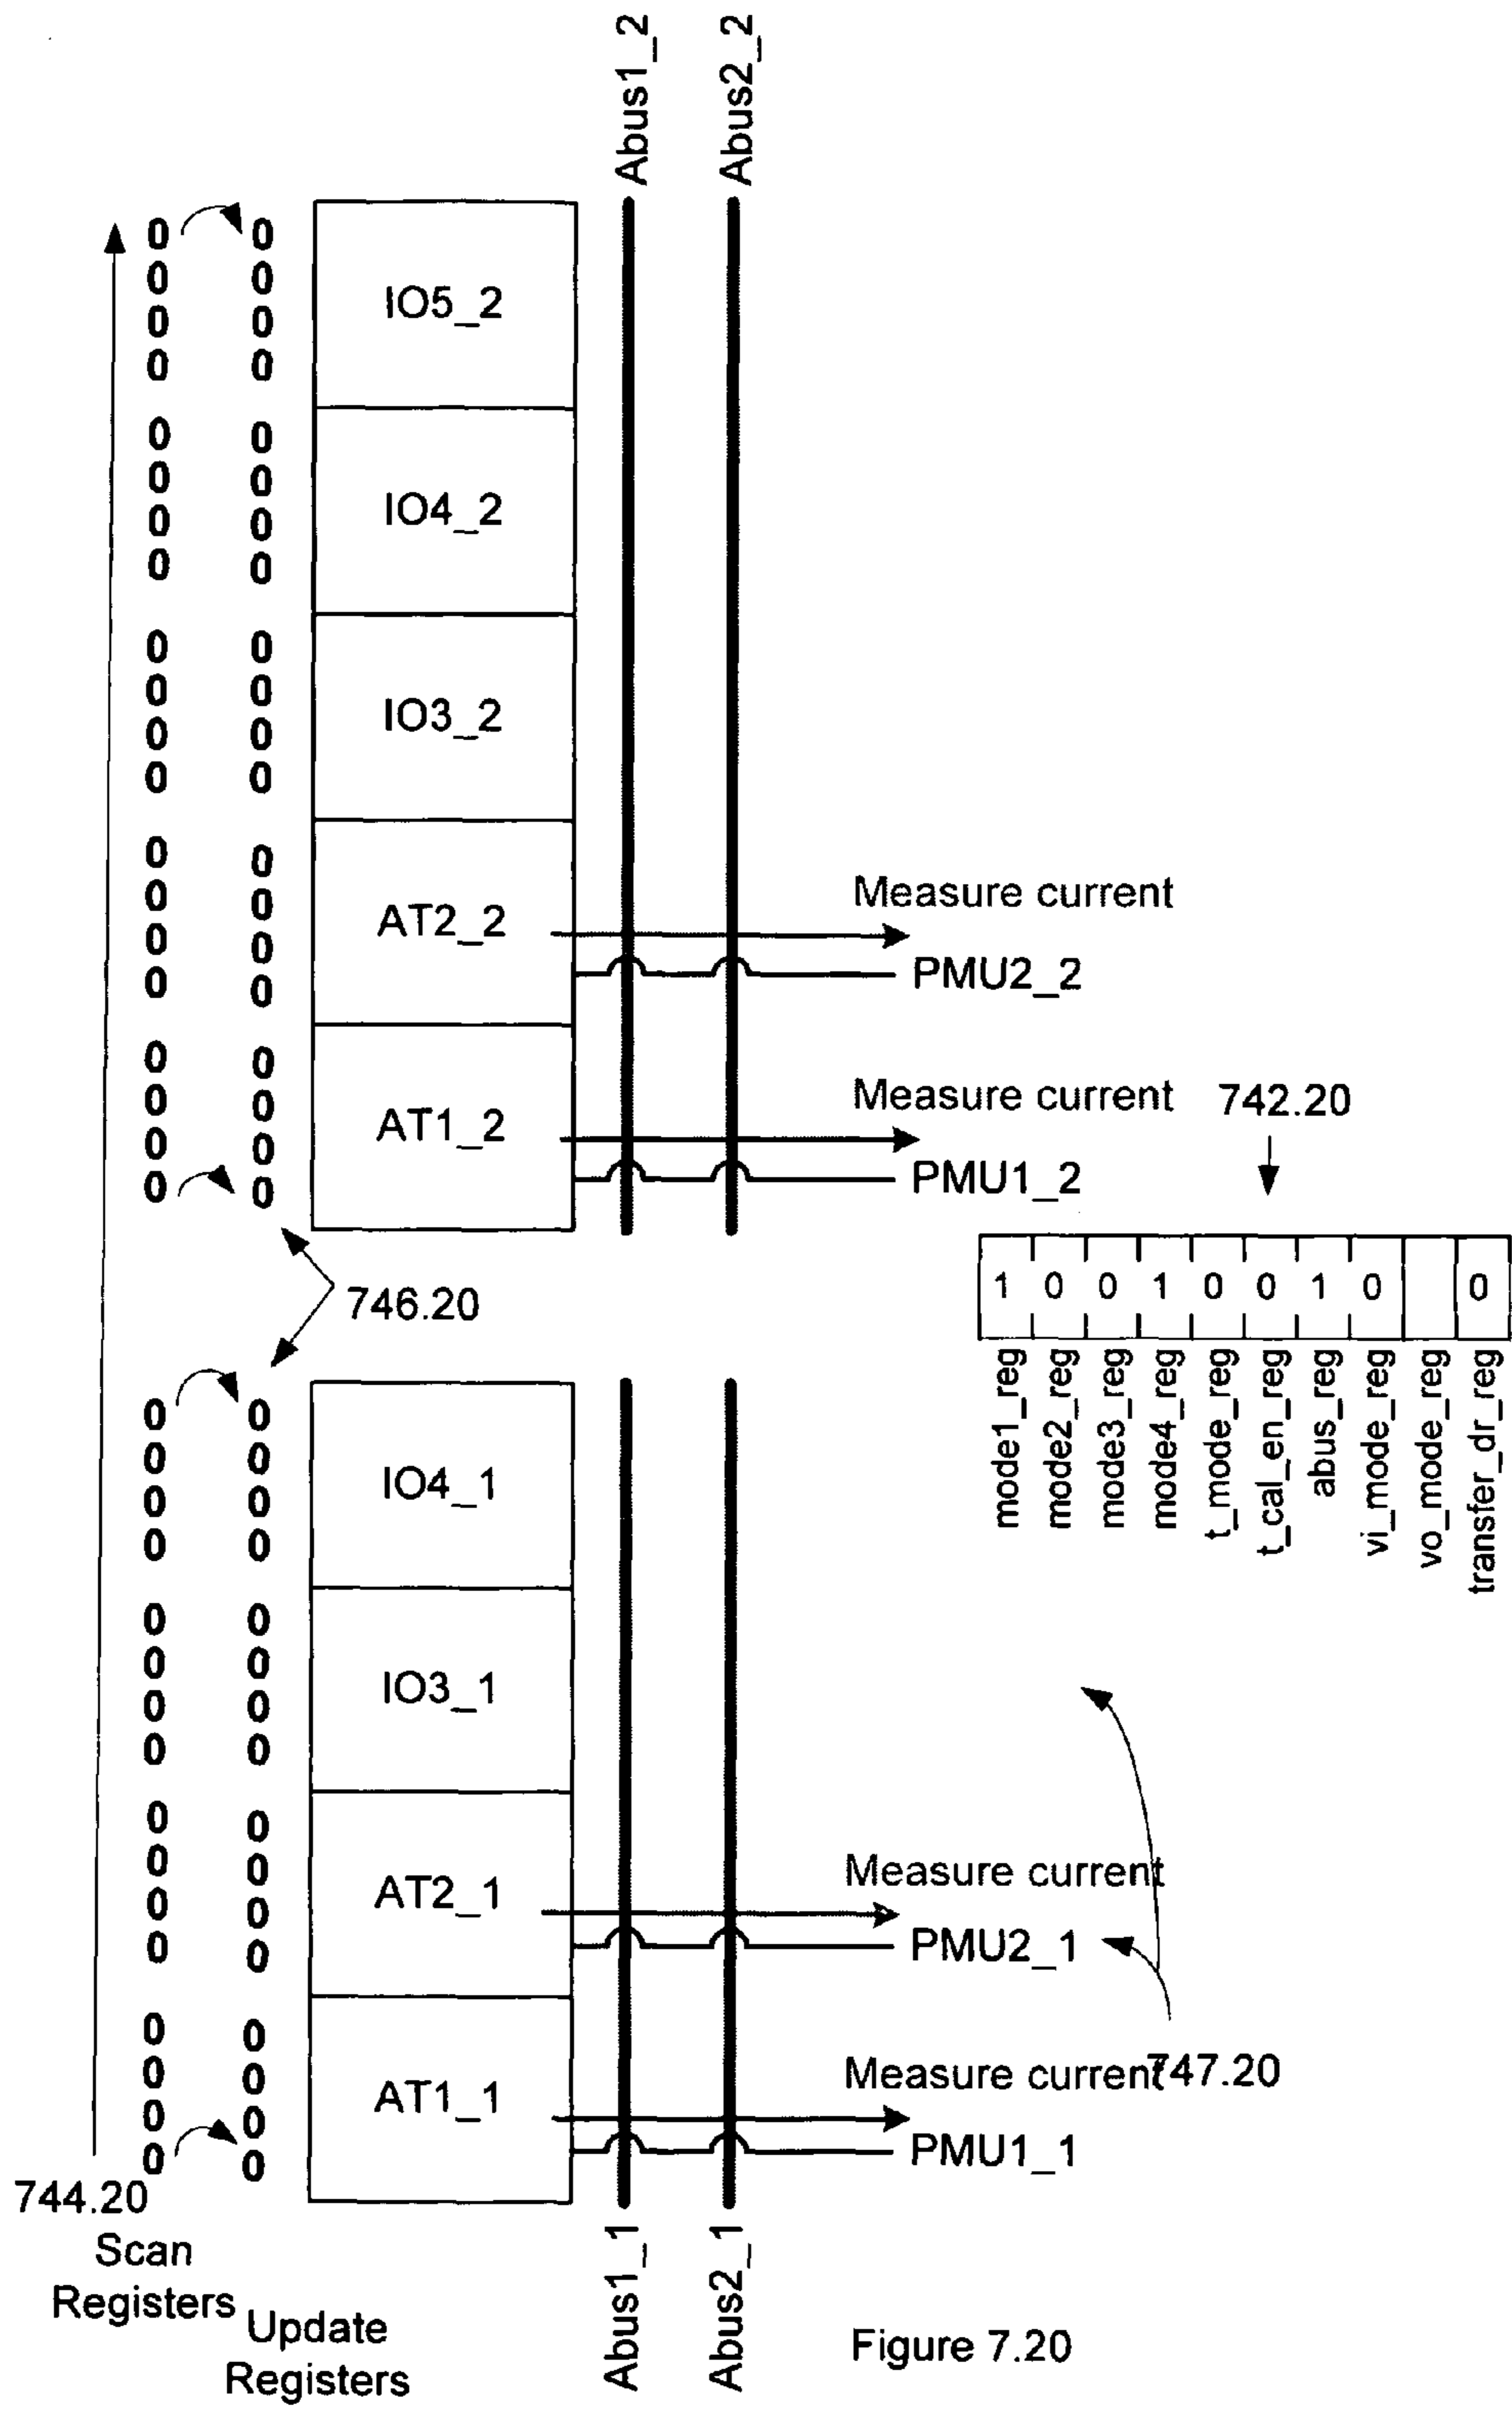 Abus1_2
Abus2_2
0 0
0 0
IO5_2
0 0
0 0
0 0
0 0
IO4_2
0 0
0 0
0 0
0 0
IO3_2
0 0
0 0
0 0
Measure current
0 0
AT2_2
0 0
PMU2_2
0 0
0 0
Measure current
742.20
0 0
AT1_2
0 0
PMU1_2
0 0
1 0 0 1 0 0 1 0 0
746.20
mode1_reg
mode2_reg
mode3_reg
mode4_reg
t_mode_reg
t_cal_en_reg
abus_reg
vi_mode_reg
vo_mode_reg
transfer_dr_reg
0 0
0 0
IO4_1
0 0
0 0
0 0
0 0
IO3_1
0 0
0 0
0 0
Measure current
0 0
AT2_1
0 0
PMU2_1
0 0
0 0
Measure current
747.20
0 0
AT1_1
0 0
PMU1_1
0 0
744.20
Scan
Registers
Update
Registers
Abus1_1
Abus2_1
Figure 7.20